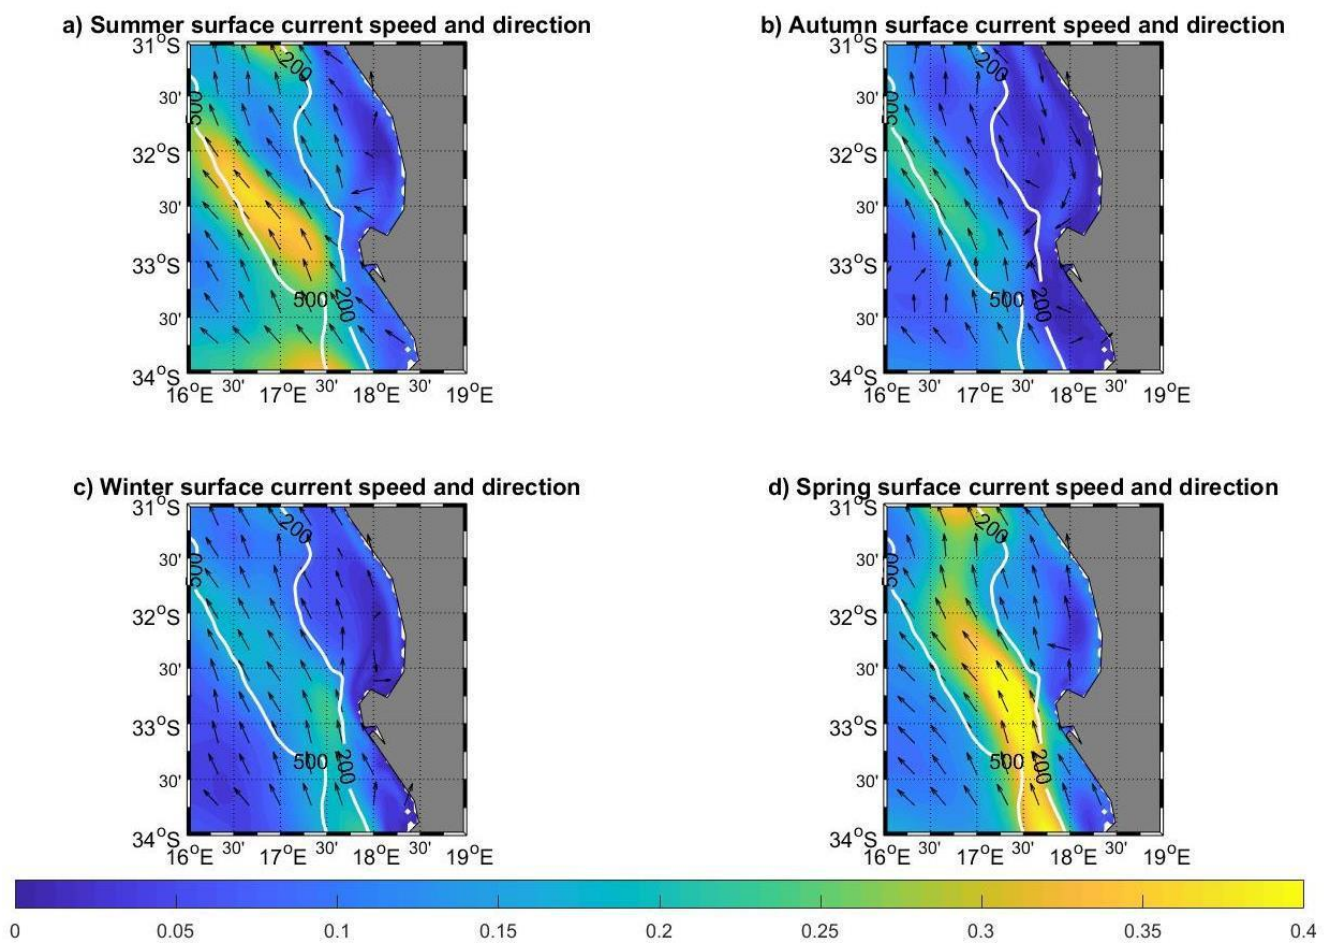 a) Summer surface current speed and direction
31°S
30'
32°S
30'
33°S
30'
34°S
16°E 30' 17°E 30' 18°E 30' 19°E
200
500
500
200
b) Autumn surface current speed and direction
31°S
30'
32°S
30'
33°S
30'
34°S
16°E 30' 17°E 30' 18°E 30' 19°E
200
500
500
200
c) Winter surface current speed and direction
31°S
30'
32°S
30'
33°S
30'
34°S
16°E 30' 17°E 30' 18°E 30' 19°E
200
500
500
200
d) Spring surface current speed and direction
31°S
30'
32°S
30'
33°S
30'
34°S
16°E 30' 17°E 30' 18°E 30' 19°E
200
500
500
200
0 0.05 0.1 0.15 0.2 0.25 0.3 0.35 0.4